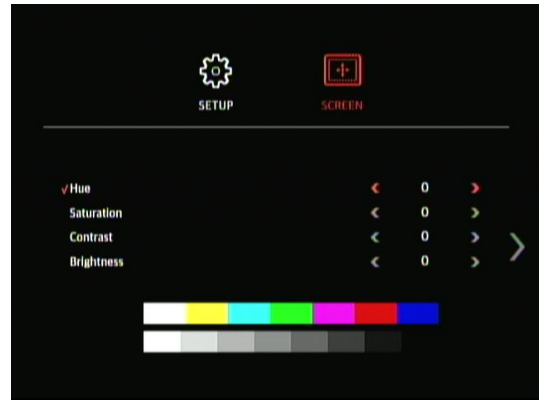 SETUP SCREEN
Hue 0
Saturation 0
Contrast 0
Brightness 0